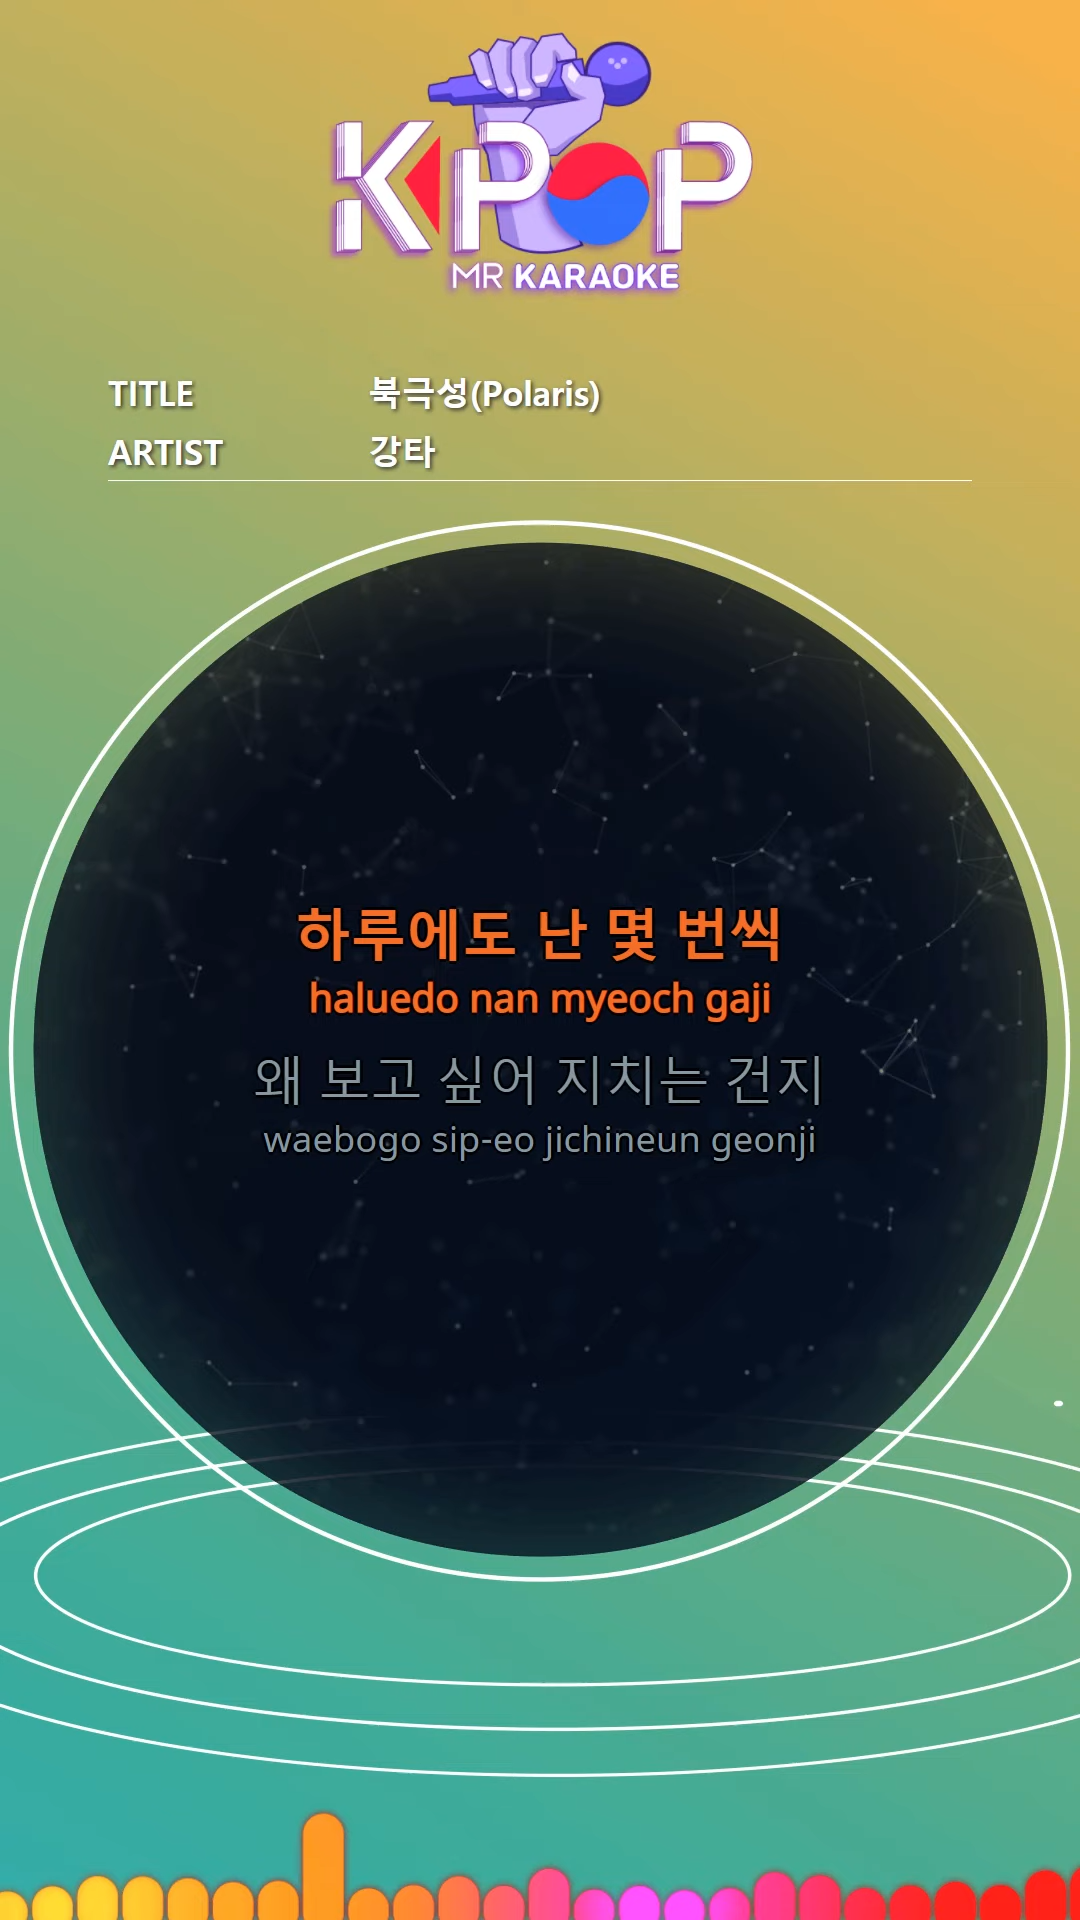 KPOP
MR KARAOKE
TITLE 북극성(Polaris)
ARTIST 강타
하루에도 난 몇 번씩
haluedo nan myeoch gaji
왜 보고 싶어 지치는 건지
waebogo sip-eo jichineun geonji